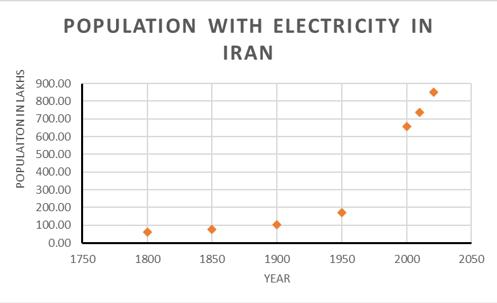 POPULATION WITH ELECTRICITY IN
IRAN
POPULAITON IN LAKHS
900.00
800.00
700.00
600.00
500.00
400.00
300.00
200.00
100.00
0.00
1750 1800 1850 1900 1950 2000 2050
YEAR